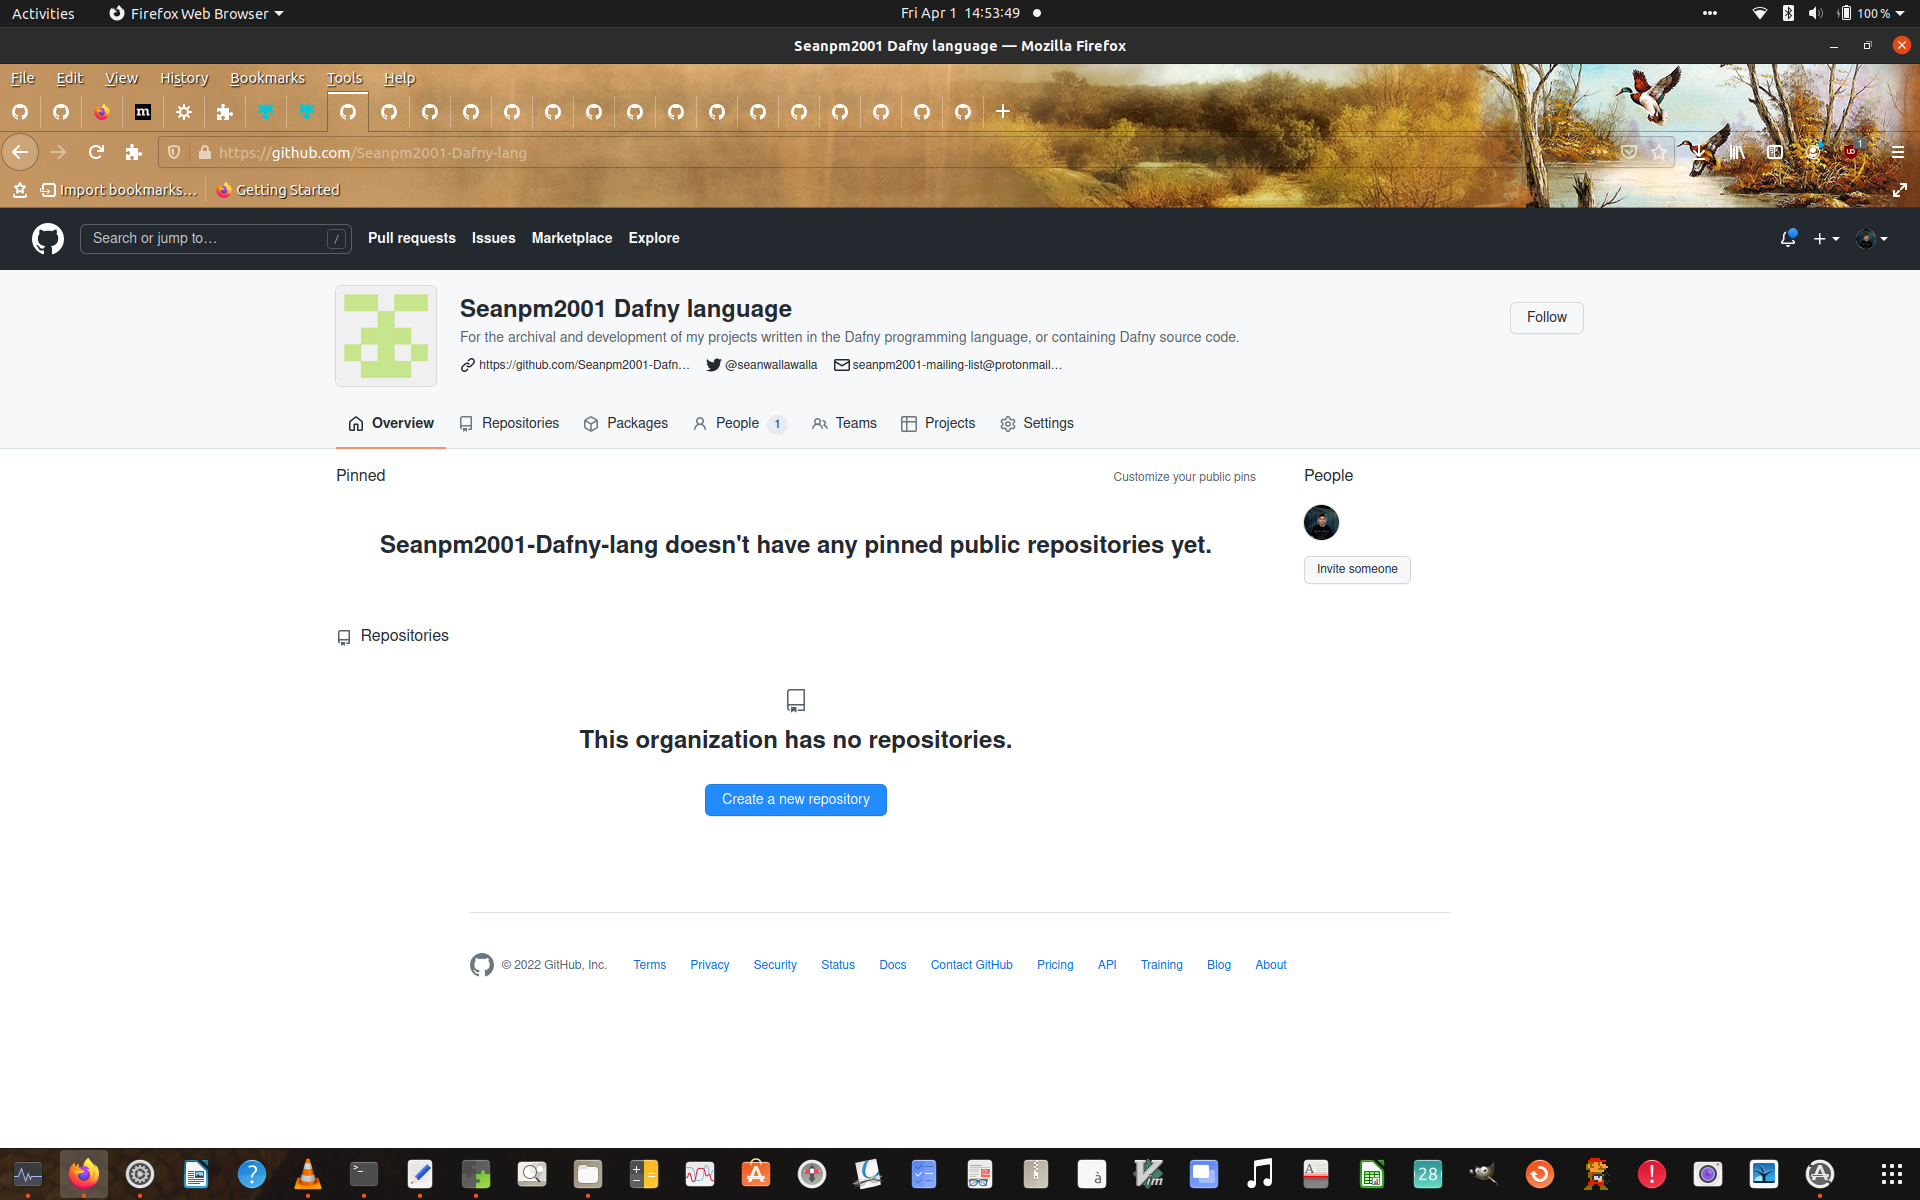 Activities Firefox Web Browser Fri Apr 1 14:53:49 100 %
Seanpm2001 Dafny language — Mozilla Firefox
File Edit View History Bookmarks Tools Help
m
https://github.com/Seanpm2001-Dafny-lang 1
Import bookmarks… Getting Started
Search or jump to… / Pull requests Issues Marketplace Explore
Seanpm2001 Dafny language
Follow
For the archival and development of my projects written in the Dafny programming language, or containing Dafny source code.
https://github.com/Seanpm2001-Dafn… @seanwallawalla seanpm2001-mailing-list@protonmail…
Overview Repositories Packages People 1 Teams Projects Settings
Pinned Customize your public pins People
Seanpm2001-Dafny-lang doesn't have any pinned public repositories yet.
Invite someone
Repositories
This organization has no repositories.
Create a new repository
© 2022 GitHub, Inc. Terms Privacy Security Status Docs Contact GitHub Pricing API Training Blog About
? >_ à Vim A 28 !